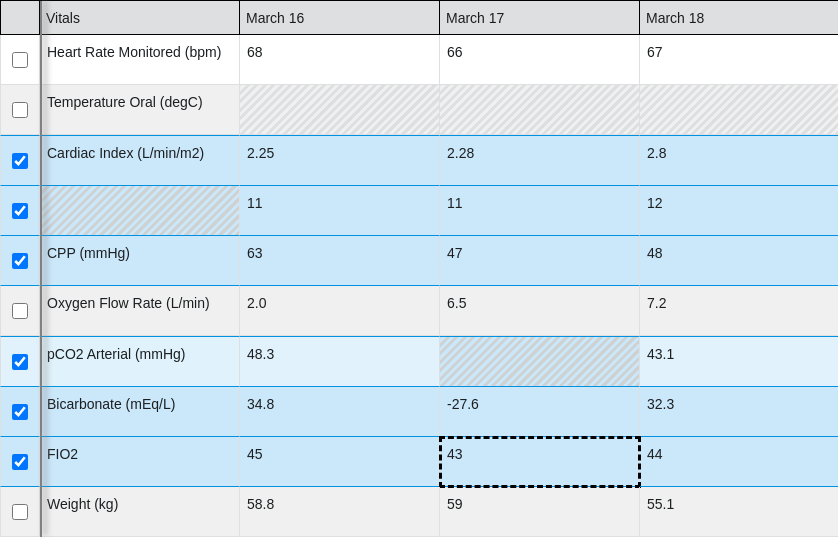 Vitals March 16 March 17 March 18
Heart Rate Monitored (bpm) 68 66 67
Temperature Oral (degC)
Cardiac Index (L/min/m2) 2.25 2.28 2.8
11 11 12
CPP (mmHg) 63 47 48
Oxygen Flow Rate (L/min) 2.0 6.5 7.2
pCO2 Arterial (mmHg) 48.3 43.1
Bicarbonate (mEq/L) 34.8 -27.6 32.3
FIO2 45 43 44
Weight (kg) 58.8 59 55.1